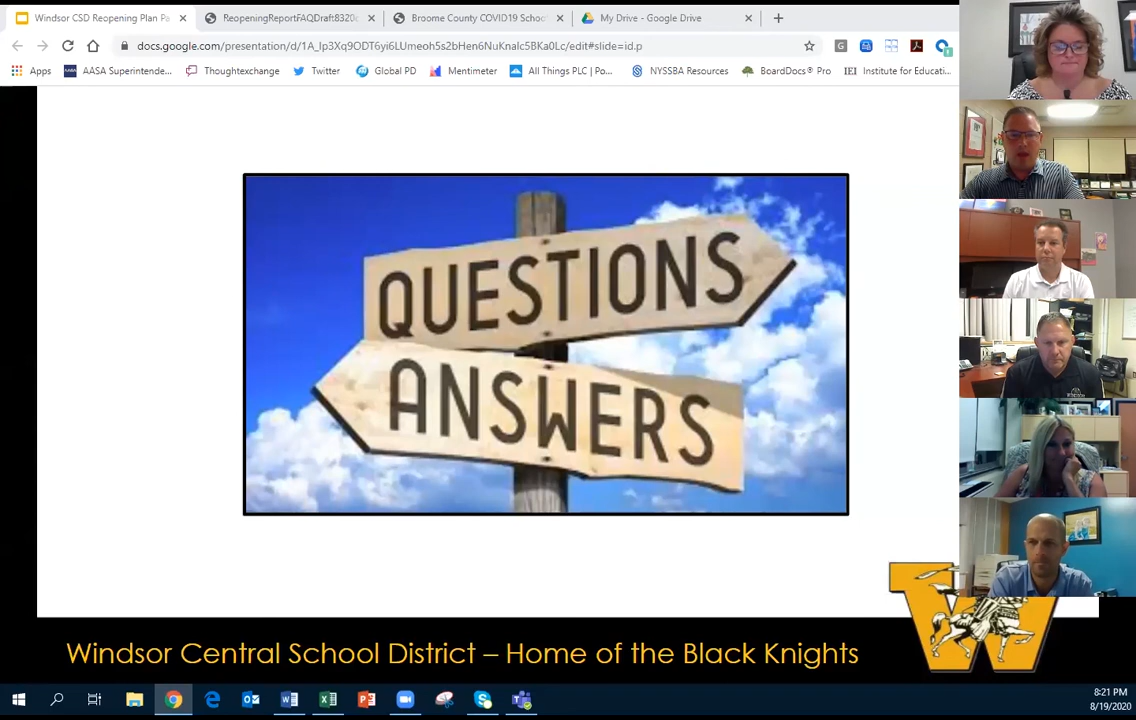 Windsor CSD Reopening Plan Pa
ReopeningReportFAQDraft8320
Broome County COVID19 Schoo
My Drive - Google Drive
docs.google.com/presentation/d/1A_Ip3Xq9ODT6yi6LUmeoh5s2bHen6NuKnalc5BKa0Lc/edit#slide=id.p
Apps
AASA Superintende...
Thoughtexchange
Twitter
Global PD
Mentimeter
All Things PLC | Po...
NYSSBA Resources
BoardDocs® Pro
IEI Institute for Educati...
QUESTIONS
ANSWERS
W
Windsor Central School District – Home of the Black Knights
8:21 PM
8/19/2020